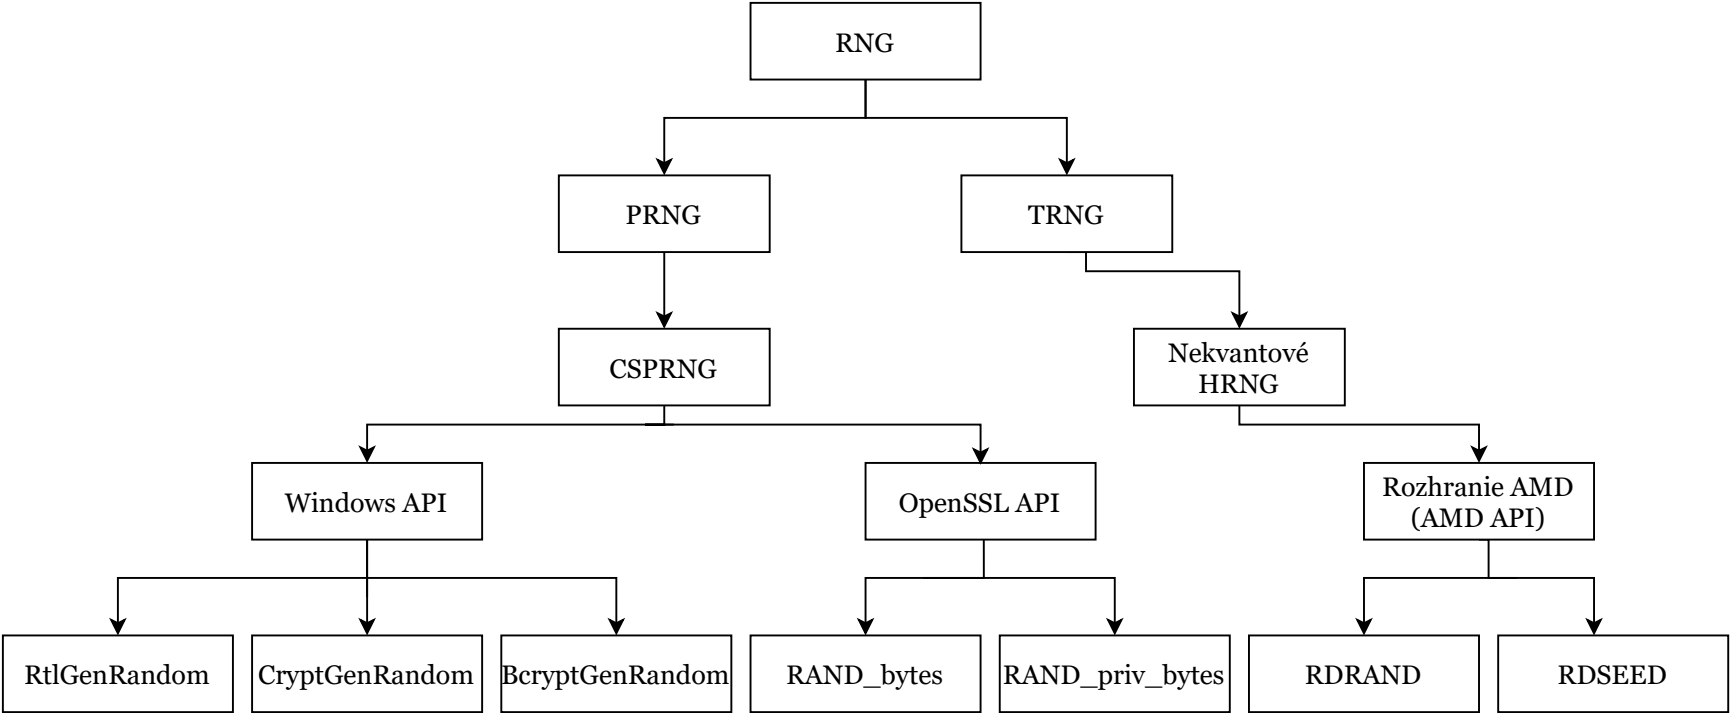 RNG
PRNG
TRNG
CSPRNG
Nekvantové
HRNG
Windows API
OpenSSL API
Rozhranie AMD
(AMD API)
RtlGenRandom
CryptGenRandom
BcryptGenRandom
RAND_bytes
RAND_priv_bytes
RDRAND
RDSEED